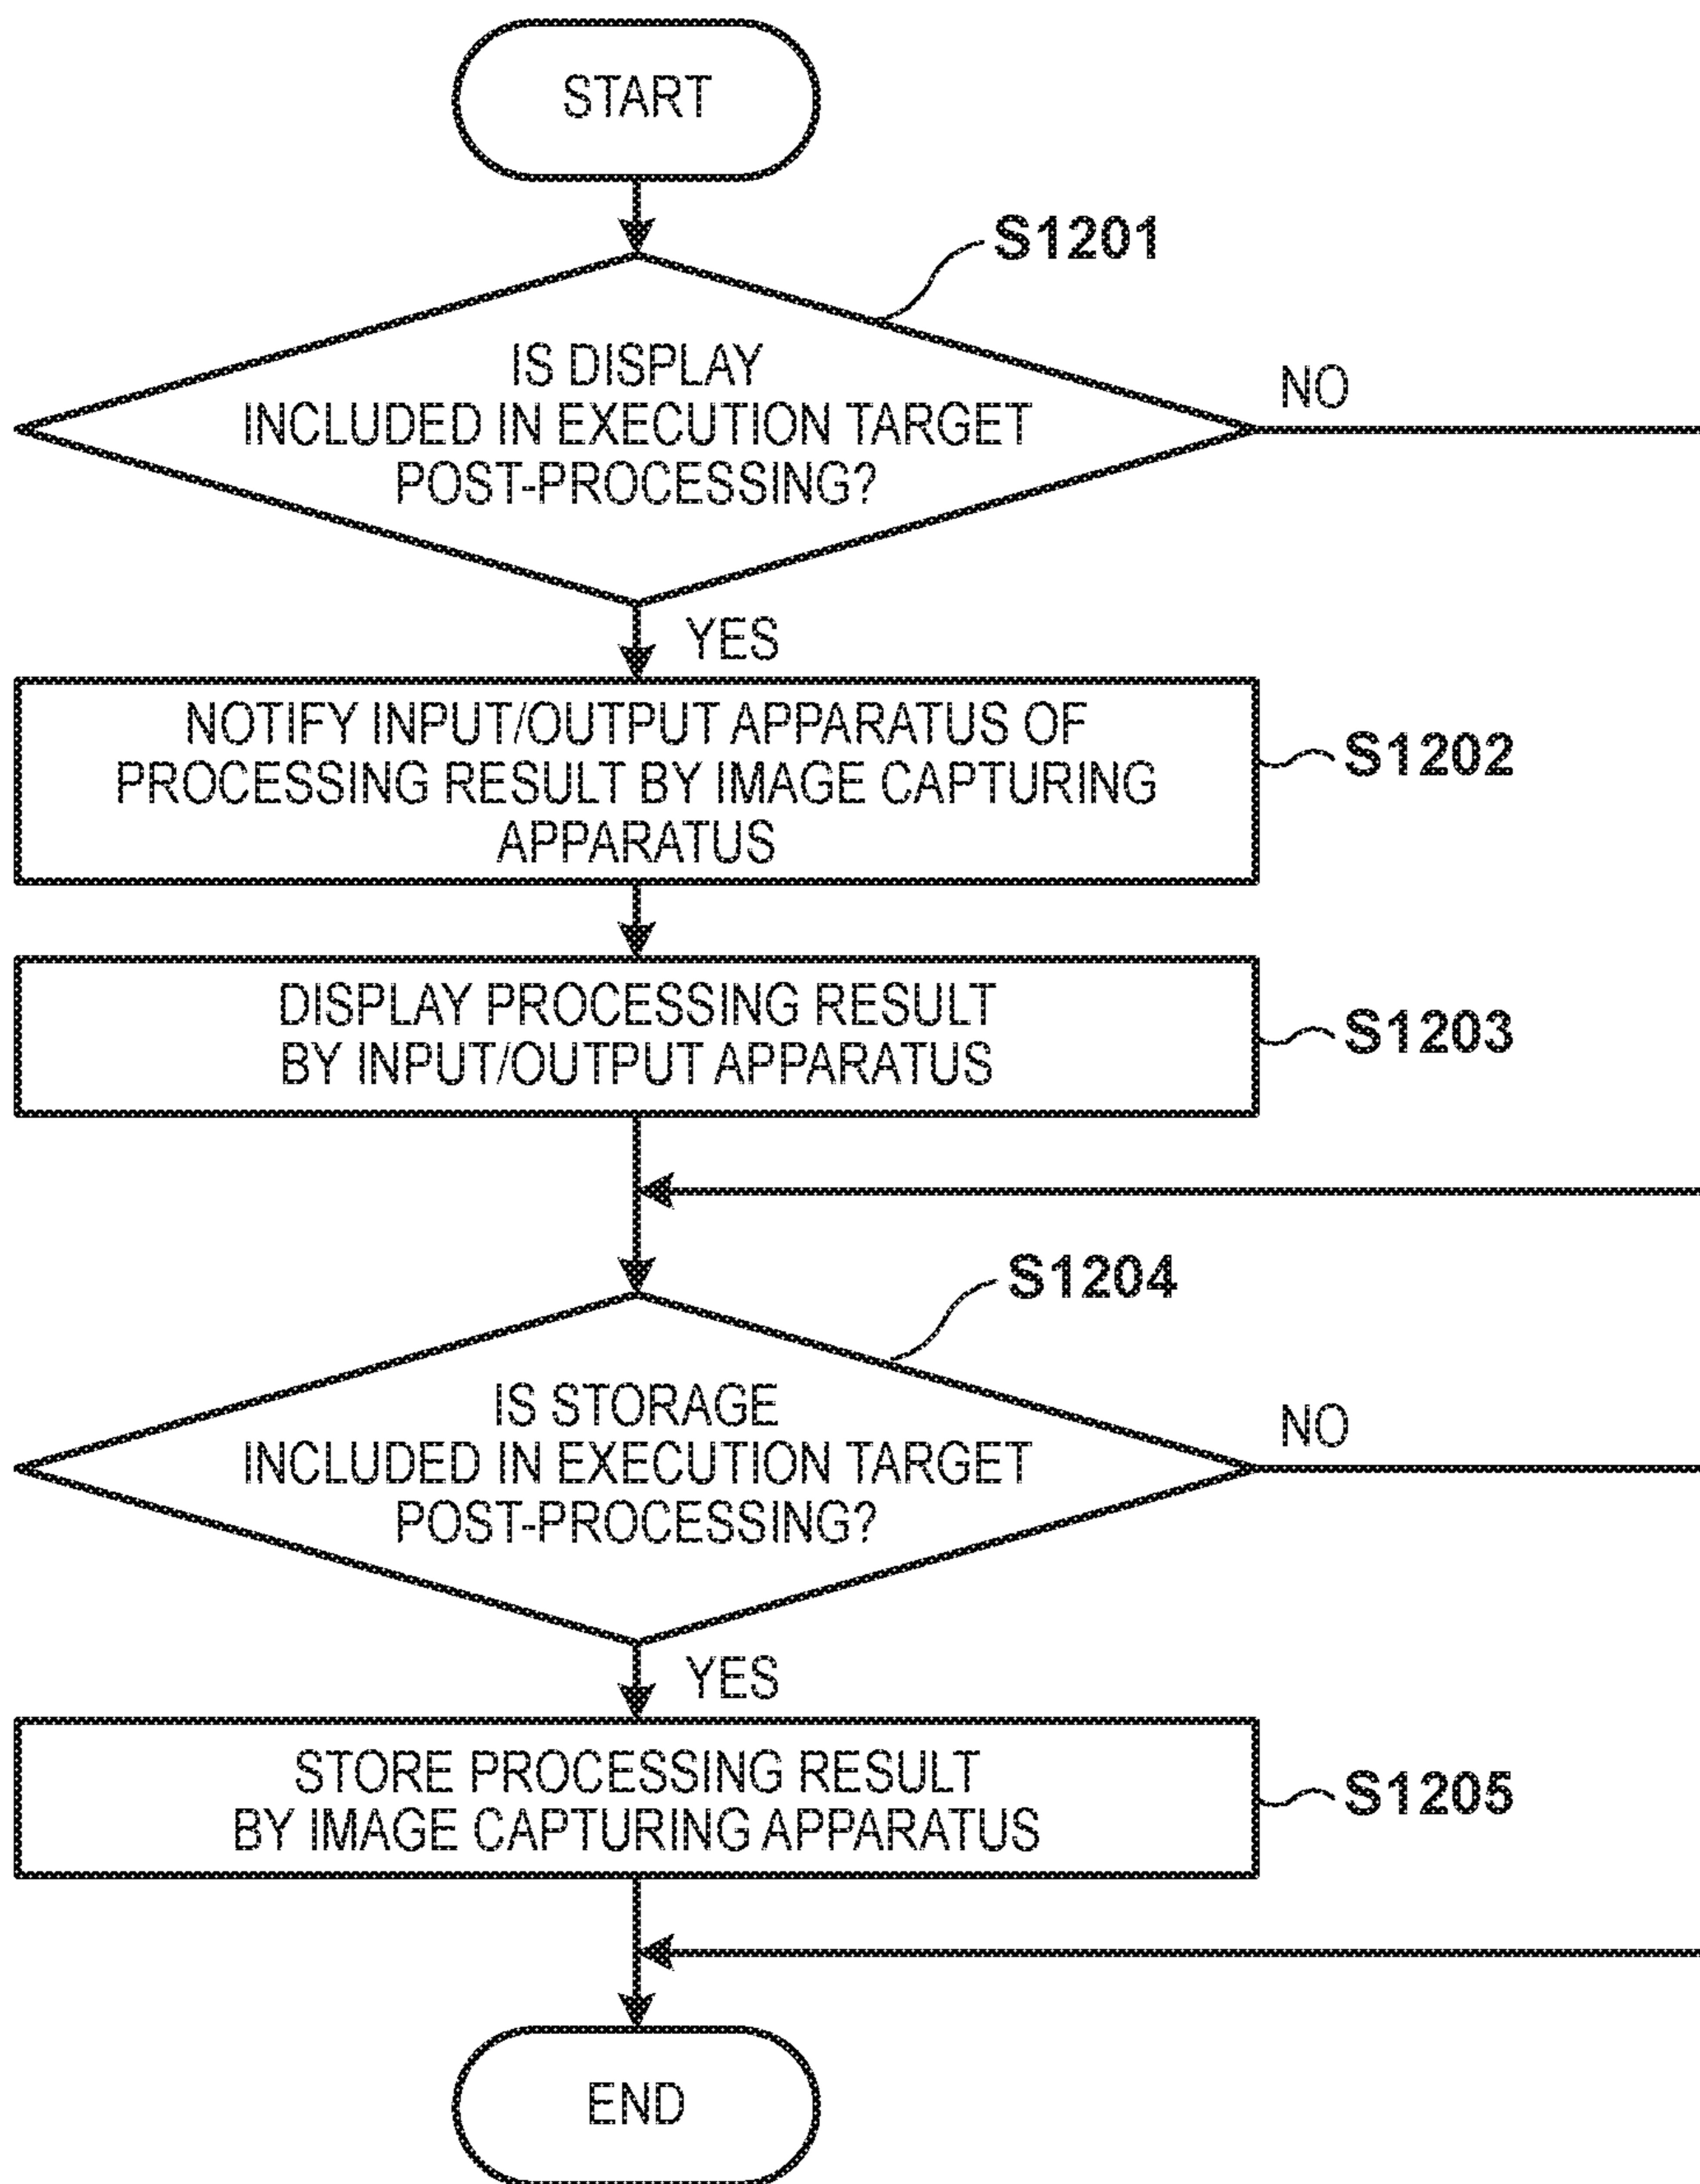 START
S1201
IS DISPLAY
INCLUDED IN EXECUTION TARGET
POST-PROCESSING?
NO
YES
NOTIFY INPUT/OUTPUT APPARATUS OF
PROCESSING RESULT BY IMAGE CAPTURING
APPARATUS
S1202
DISPLAY PROCESSING RESULT
BY INPUT/OUTPUT APPARATUS
S1203
S1204
IS STORAGE
INCLUDED IN EXECUTION TARGET
POST-PROCESSING?
NO
YES
STORE PROCESSING RESULT
BY IMAGE CAPTURING APPARATUS
S1205
END